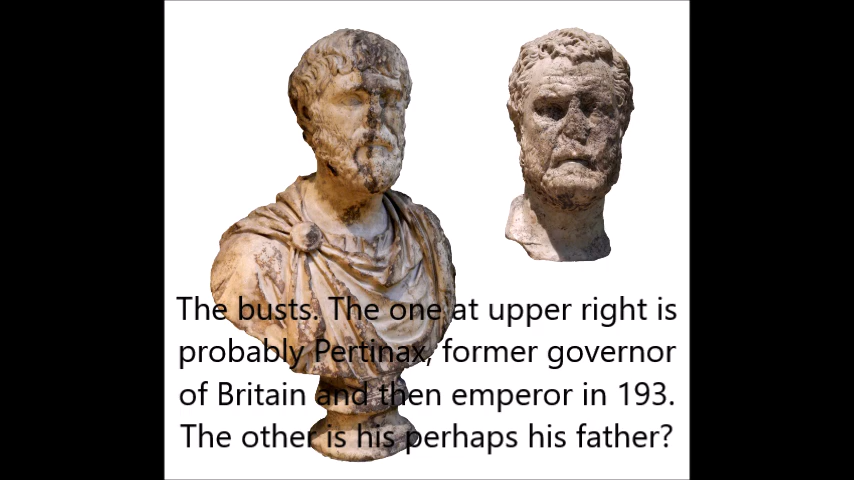 The busts. The one at upper right is
probably Pertinax, former governor
of Britain and then emperor in 193.
The other is his perhaps his father?